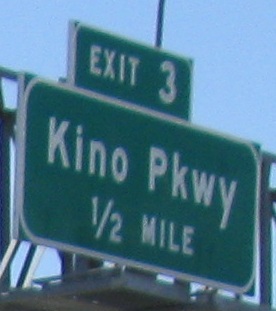 EXIT 3
Kino Pkwy
1/2 MILE